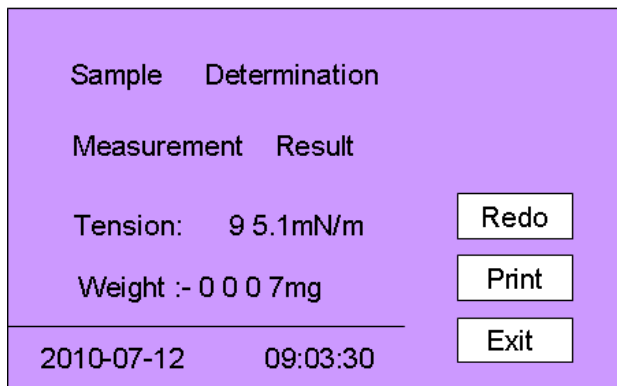 Sample Determination
Measurement Result
Tension: 9 5.1mN/m
Weight :- 0 0 0 7mg
2010-07-12 09:03:30
Redo
Print
Exit